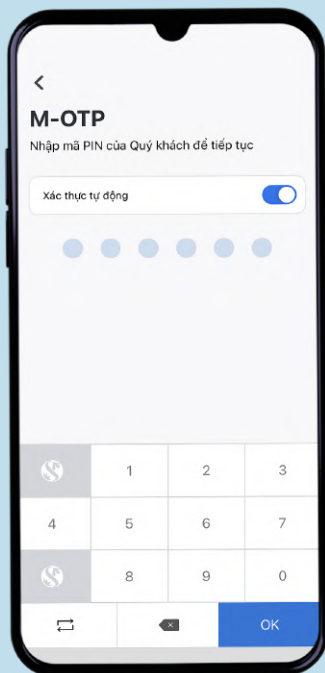 M-OTP
Nhập mã PIN của Quý khách để tiếp tục
Xác thực tự động
1 2 3
4 5 6 7
8 9 0
OK